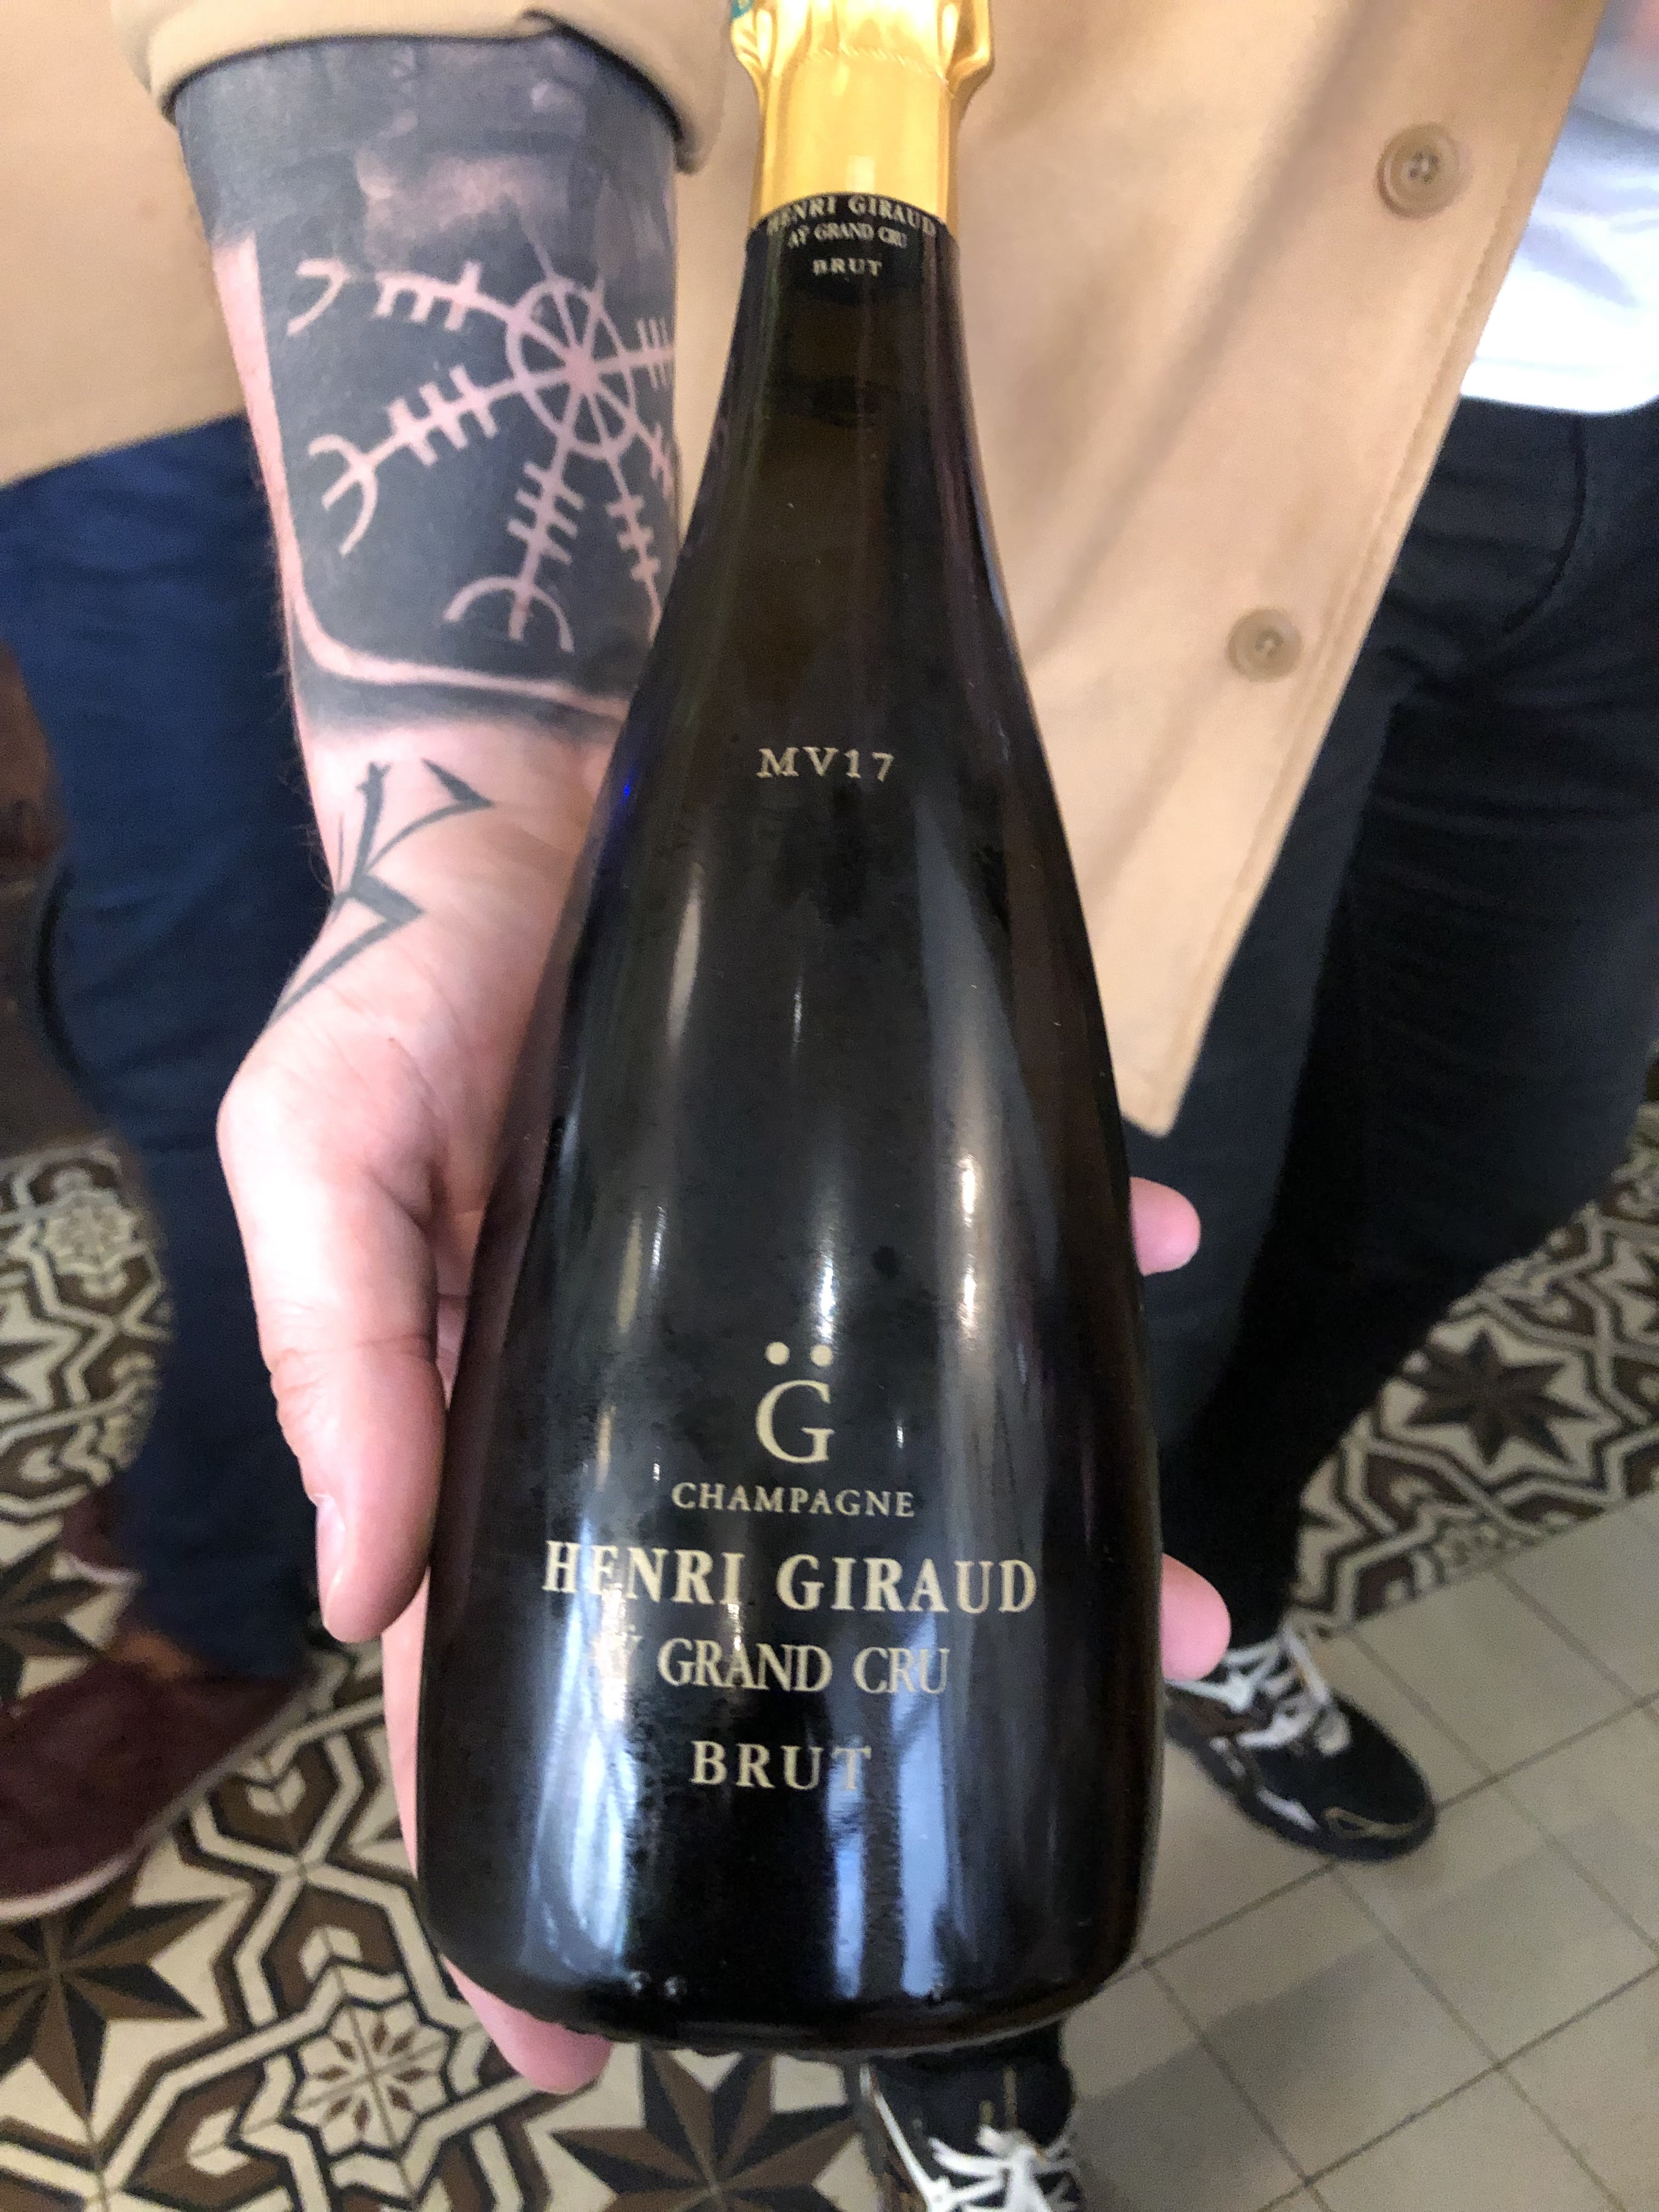 HENRI GIRAUD
AŸ GRAND CRU
BRUT
MV17
G̈
CHAMPAGNE
HENRI GIRAUD
AŸ GRAND CRU
BRUT